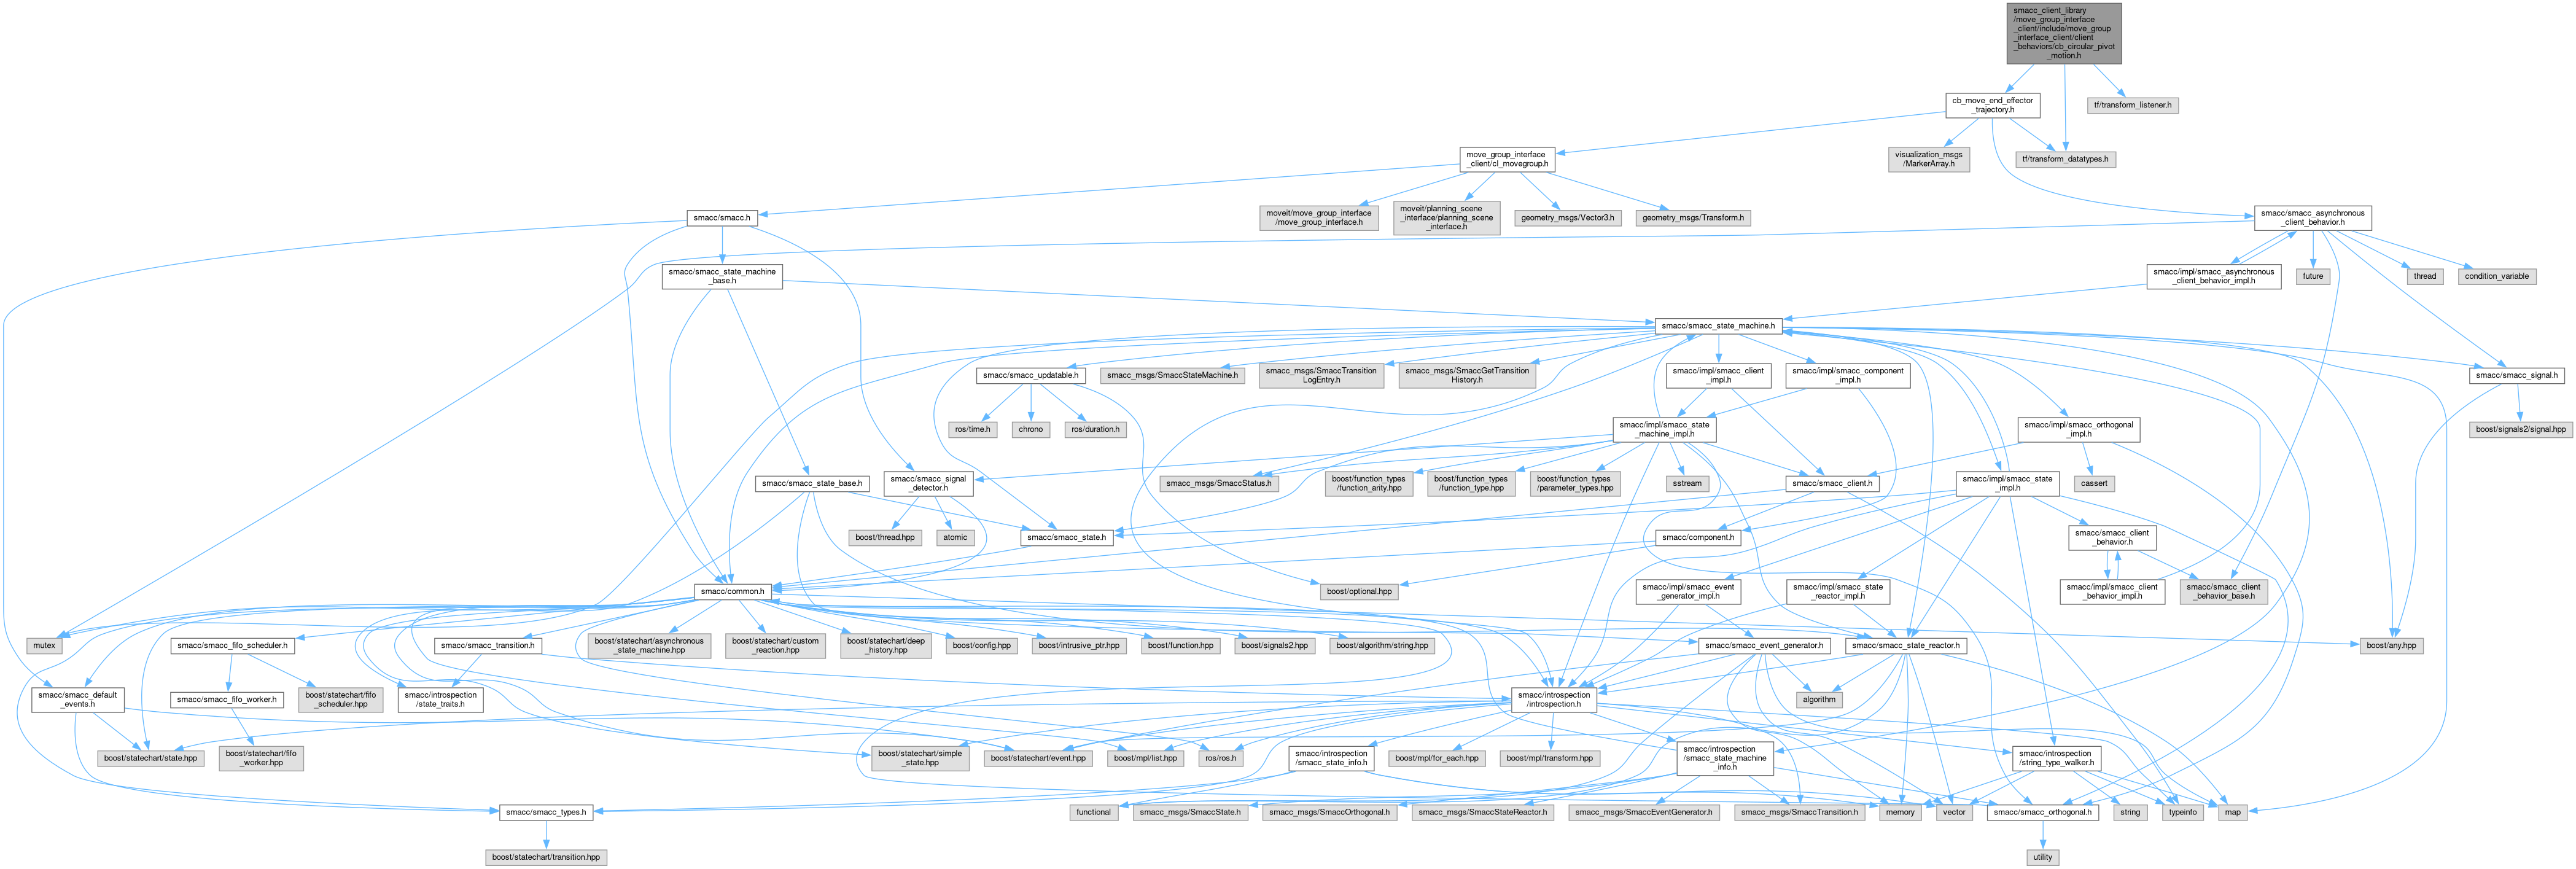 smacc_client_library
/move_group_interface
_client/include/move_group
_interface_client/client
_behaviors/cb_circular_pivot
_motion.h
cb_move_end_effector
_trajectory.h
tf/transform_listener.h
move_group_interface
_client/cl_movegroup.h
visualization_msgs
/MarkerArray.h
tf/transform_datatypes.h
smacc/smacc.h
moveit/move_group_interface
/move_group_interface.h
moveit/planning_scene
_interface/planning_scene
_interface.h
geometry_msgs/Vector3.h
geometry_msgs/Transform.h
smacc/smacc_asynchronous
_client_behavior.h
smacc/smacc_state_machine
_base.h
smacc/impl/smacc_asynchronous
_client_behavior_impl.h
future
thread
condition_variable
smacc/smacc_state_machine.h
smacc/smacc_updatable.h
smacc_msgs/SmaccStateMachine.h
smacc_msgs/SmaccTransition
LogEntry.h
smacc_msgs/SmaccGetTransition
History.h
smacc/impl/smacc_client
_impl.h
smacc/impl/smacc_component
_impl.h
smacc/smacc_signal.h
ros/time.h
chrono
ros/duration.h
smacc/impl/smacc_state
_machine_impl.h
smacc/impl/smacc_orthogonal
_impl.h
boost/signals2/signal.hpp
smacc/smacc_state_base.h
smacc/smacc_signal
_detector.h
smacc_msgs/SmaccStatus.h
boost/function_types
/function_arity.hpp
boost/function_types
/function_type.hpp
boost/function_types
/parameter_types.hpp
sstream
smacc/smacc_client.h
smacc/impl/smacc_state
_impl.h
cassert
boost/thread.hpp
atomic
smacc/smacc_state.h
smacc/component.h
smacc/smacc_client
_behavior.h
smacc/common.h
boost/optional.hpp
smacc/impl/smacc_event
_generator_impl.h
smacc/impl/smacc_state
_reactor_impl.h
smacc/impl/smacc_client
_behavior_impl.h
smacc/smacc_client
_behavior_base.h
mutex
smacc/smacc_fifo_scheduler.h
smacc/smacc_transition.h
boost/statechart/asynchronous
_state_machine.hpp
boost/statechart/custom
_reaction.hpp
boost/statechart/deep
_history.hpp
boost/config.hpp
boost/intrusive_ptr.hpp
boost/function.hpp
boost/signals2.hpp
boost/algorithm/string.hpp
smacc/smacc_event_generator.h
smacc/smacc_state_reactor.h
boost/any.hpp
smacc/smacc_default
_events.h
smacc/smacc_fifo_worker.h
boost/statechart/fifo
_scheduler.hpp
smacc/introspection
/state_traits.h
smacc/introspection
/introspection.h
algorithm
boost/statechart/state.hpp
boost/statechart/fifo
_worker.hpp
boost/statechart/simple
_state.hpp
boost/statechart/event.hpp
boost/mpl/list.hpp
ros/ros.h
smacc/introspection
/smacc_state_info.h
boost/mpl/for_each.hpp
boost/mpl/transform.hpp
smacc/introspection
/smacc_state_machine
_info.h
smacc/introspection
/string_type_walker.h
smacc/smacc_types.h
functional
smacc_msgs/SmaccState.h
smacc_msgs/SmaccOrthogonal.h
smacc_msgs/SmaccStateReactor.h
smacc_msgs/SmaccEventGenerator.h
smacc_msgs/SmaccTransition.h
memory
vector
smacc/smacc_orthogonal.h
string
typeinfo
map
boost/statechart/transition.hpp
utility